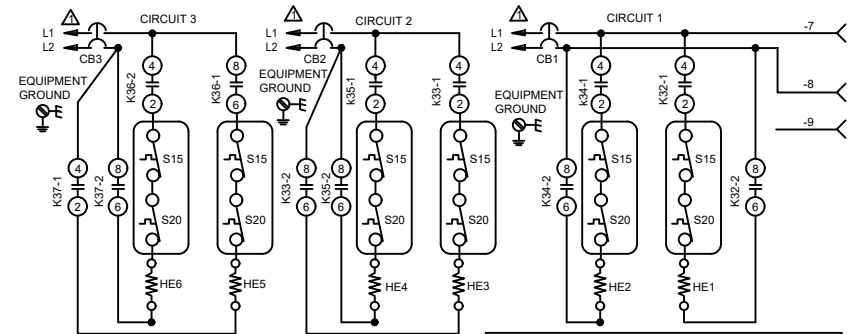 1 CIRCUIT 3
L1
L2
CB3
EQUIPMENT
GROUND
K36-2
4
2
K36-1
8
6
K37-1
4
2
K37-2
8
6
S15
S20
S15
S20
HE6
HE5
1 CIRCUIT 2
L1
L2
CB2
EQUIPMENT
GROUND
K35-1
4
2
K33-1
4
2
K33-2
8
6
K35-2
8
6
S15
S20
S15
S20
HE4
HE3
1 CIRCUIT 1
L1
L2
CB1
EQUIPMENT
GROUND
K34-1
4
2
K32-1
4
2
K34-2
8
6
K32-2
8
6
S15
S20
S15
S20
HE2
HE1
-7
-8
-9